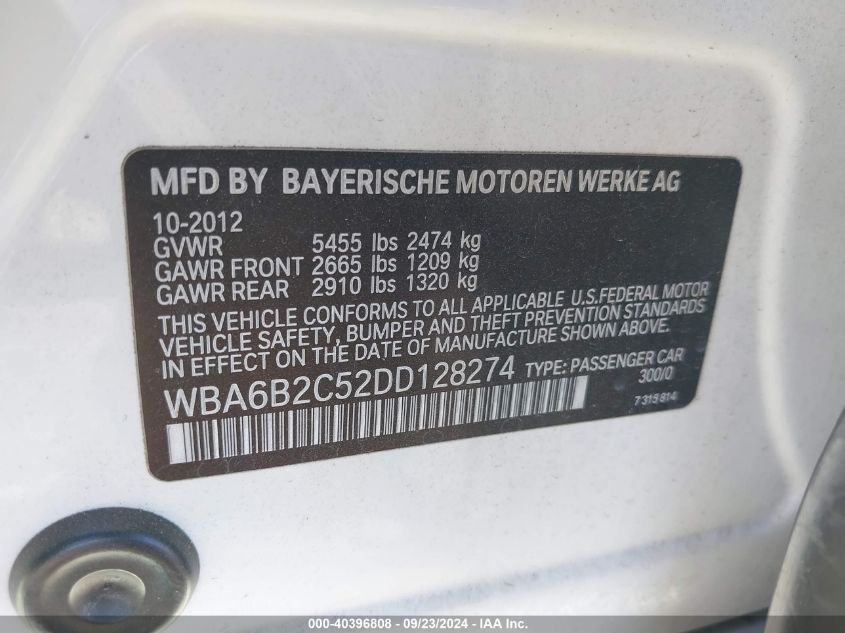 MFD BY BAYERISCHE MOTOREN WERKE AG
10-2012
GVWR 5455 lbs 2474 kg
GAWR FRONT 2665 lbs 1209 kg
GAWR REAR 2910 lbs 1320 kg
THIS VEHICLE CONFORMS TO ALL APPLICABLE U.S.FEDERAL MOTOR
VEHICLE SAFETY, BUMPER AND THEFT PREVENTION STANDARDS
IN EFFECT ON THE DATE OF MANUFACTURE SHOWN ABOVE.
WBA6B2C52DD128274 TYPE: PASSENGER CAR
300/0
7315814
000-40396808 - 09/23/2024 - IAA Inc.